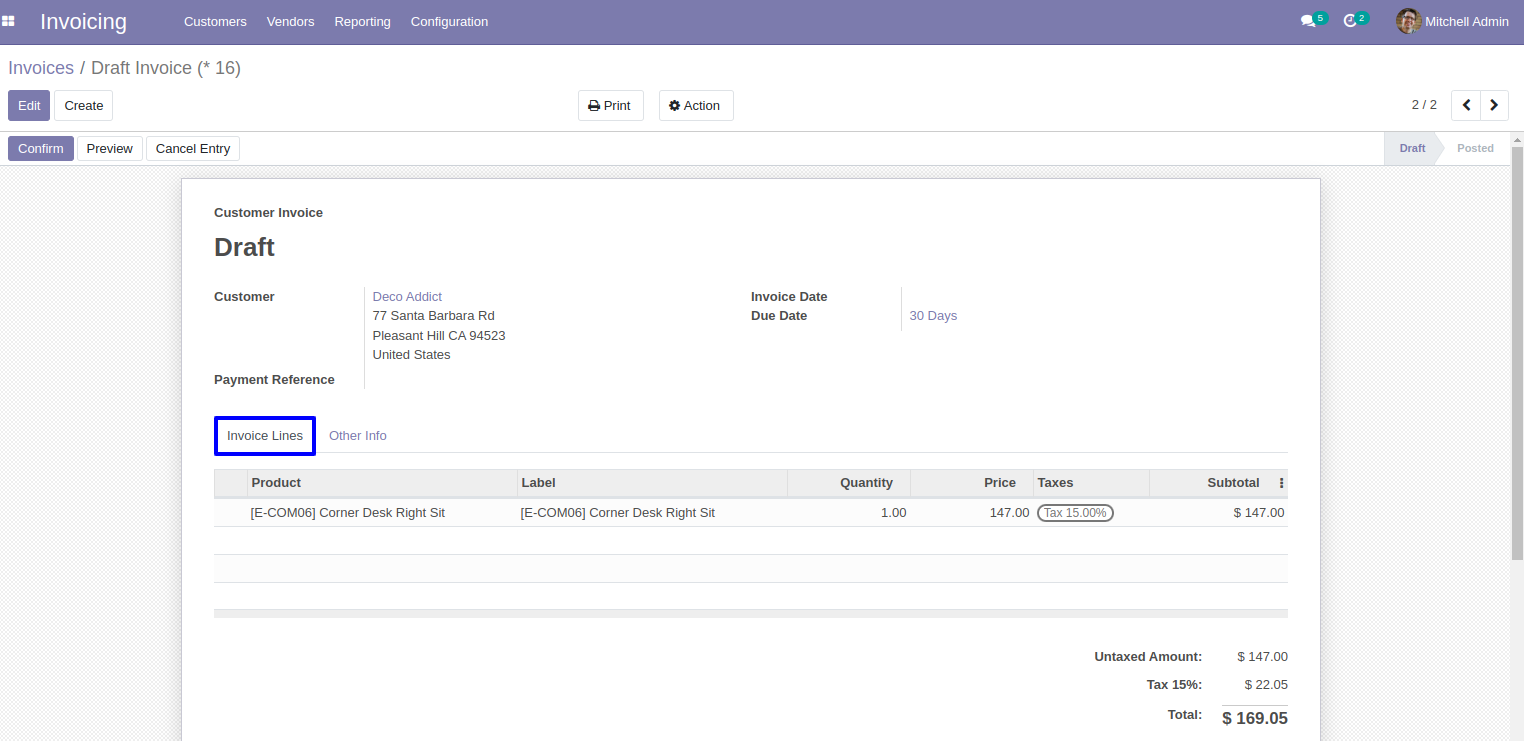 Invoicing Customers Vendors Reporting Configuration 5 2 Mitchell Admin
Invoices / Draft Invoice (* 16)
Edit Create Print Action 2 / 2
Confirm Preview Cancel Entry Draft Posted
Customer Invoice
Draft
Customer Deco Addict Invoice Date
77 Santa Barbara Rd Due Date 30 Days
Pleasant Hill CA 94523
United States
Payment Reference
Invoice Lines Other Info
Product Label Quantity Price Taxes Subtotal
[E-COM06] Corner Desk Right Sit [E-COM06] Corner Desk Right Sit 1.00 147.00 Tax 15.00% $ 147.00
Untaxed Amount: $ 147.00
Tax 15%: $ 22.05
Total: $ 169.05